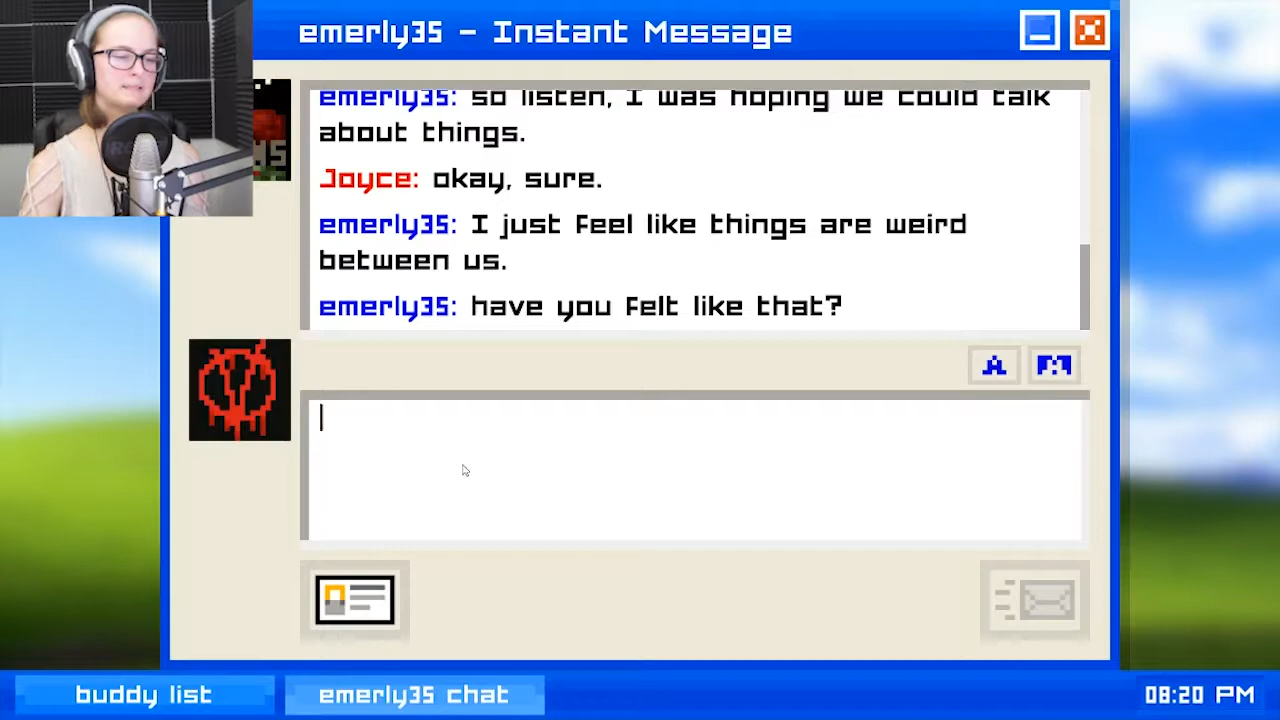 emerly35 - Instant Message
emerly35: so listen, I was hoping we could talk
about things.
Joyce: okay, sure.
emerly35: I just feel like things are weird
between us.
emerly35: have you felt like that?
A
buddy list
emerly35 chat
08:20 PM